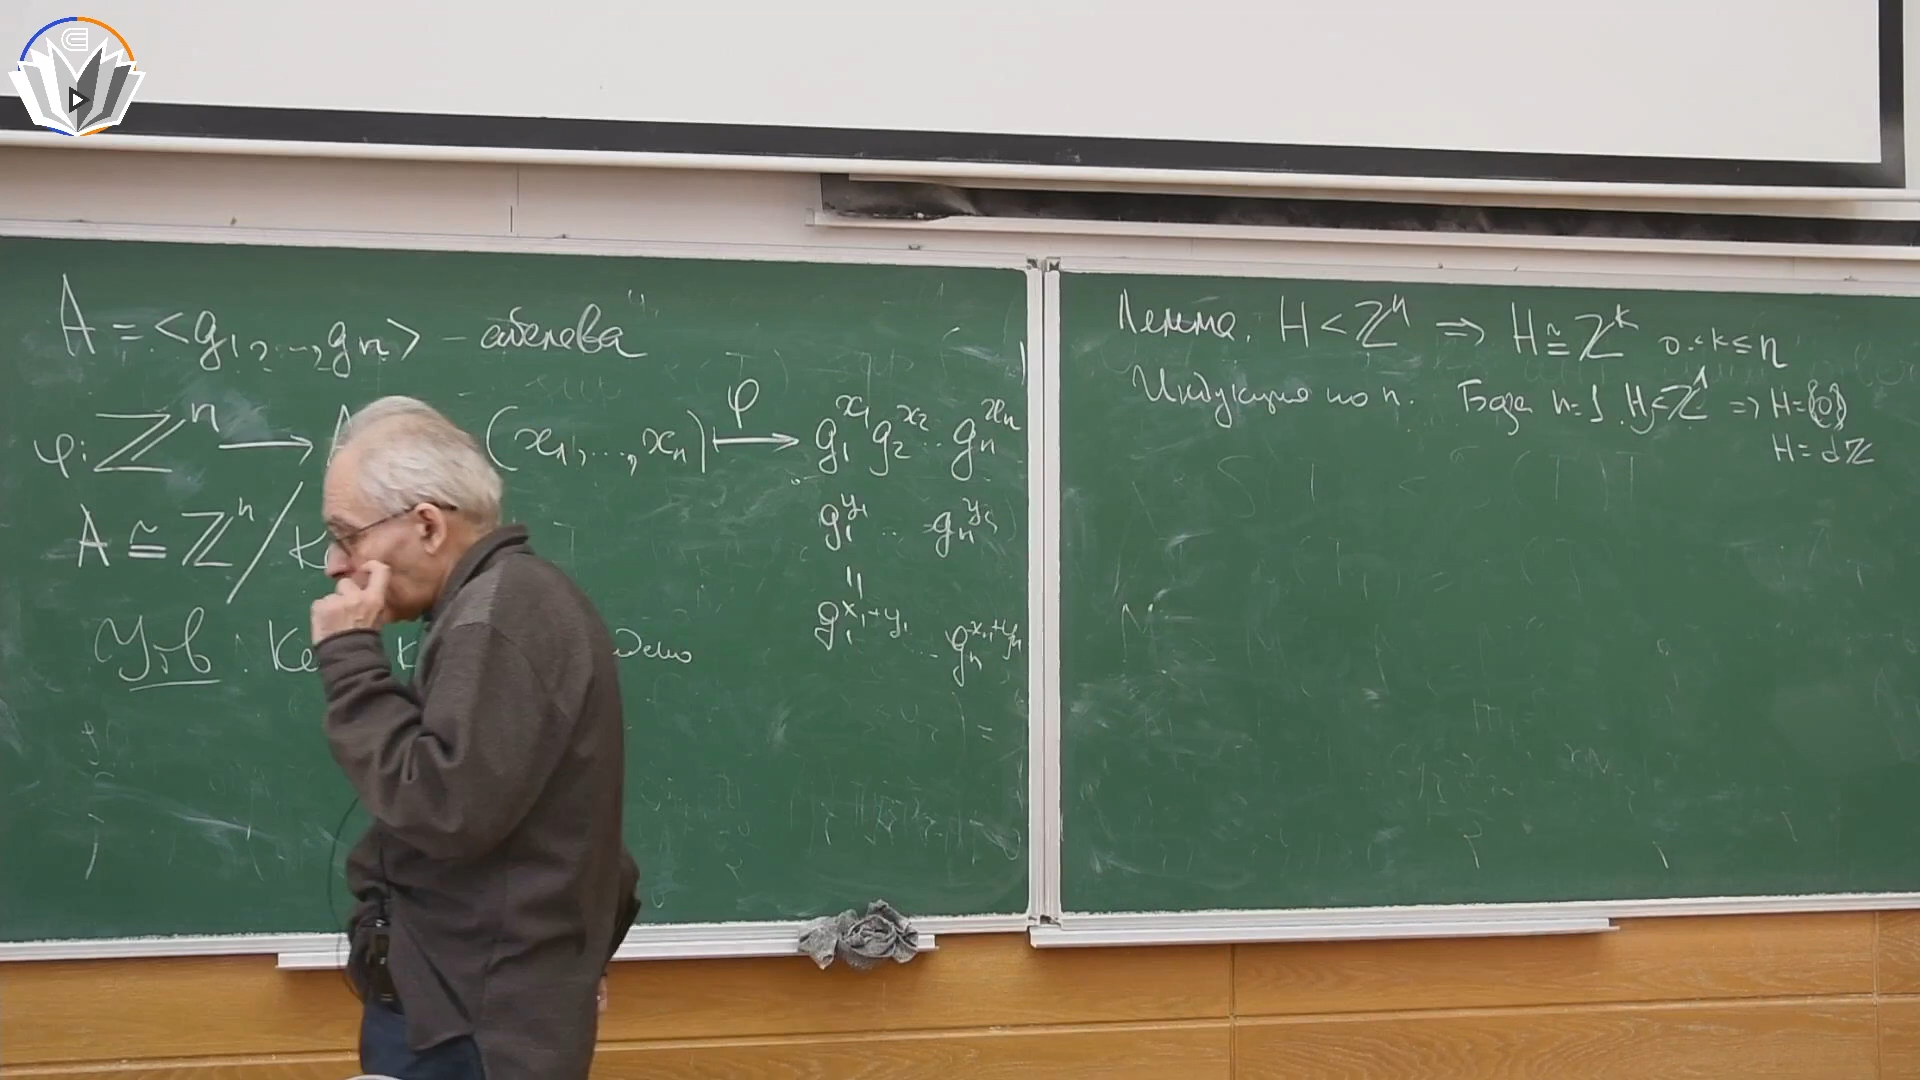 A = <g₁, ..., gₙ> – абелева
φ: ℤⁿ → (x₁, ..., xₙ) ⟼^φ g₁^x₁ g₂^x₂ ... gₙ^xₙ
g₁^y₁ ... gₙ^yₙ
A ≅ ℤⁿ / K
||
g₁^(x₁+y₁) ... gₙ^(xₙ+yₙ)
Утв.
Лемма. H < ℤⁿ ⇒ H ≅ ℤᵏ 0 ≤ k ≤ n
Индукция по n. База n=1 H < ℤ¹ ⇒ H = {0}
H = dℤ